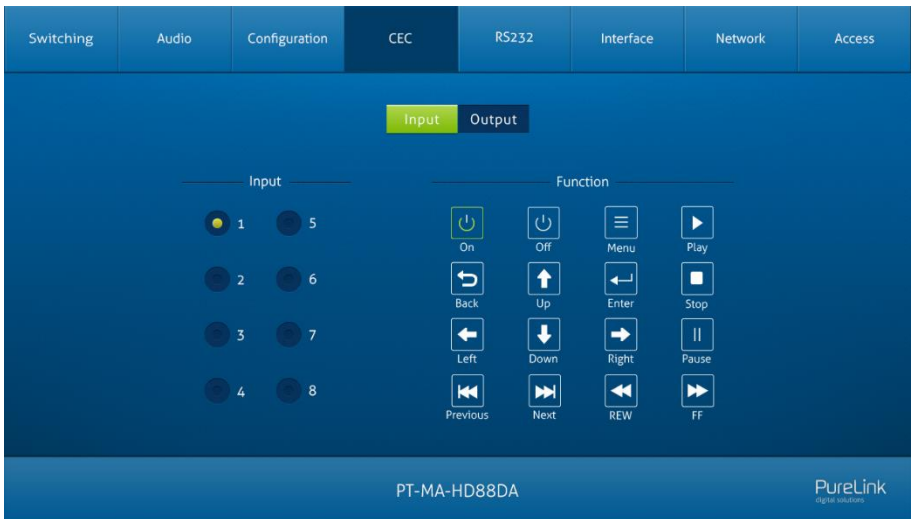 Switching Audio Configuration CEC RS232 Interface Network Access
Input Output
Input Function
1 5
On Off Menu Play
2 6
Back Up Enter Stop
3 7
Left Down Right Pause
4 8
Previous Next REW FF
PT-MA-HD88DA
PureLink
digital solutions